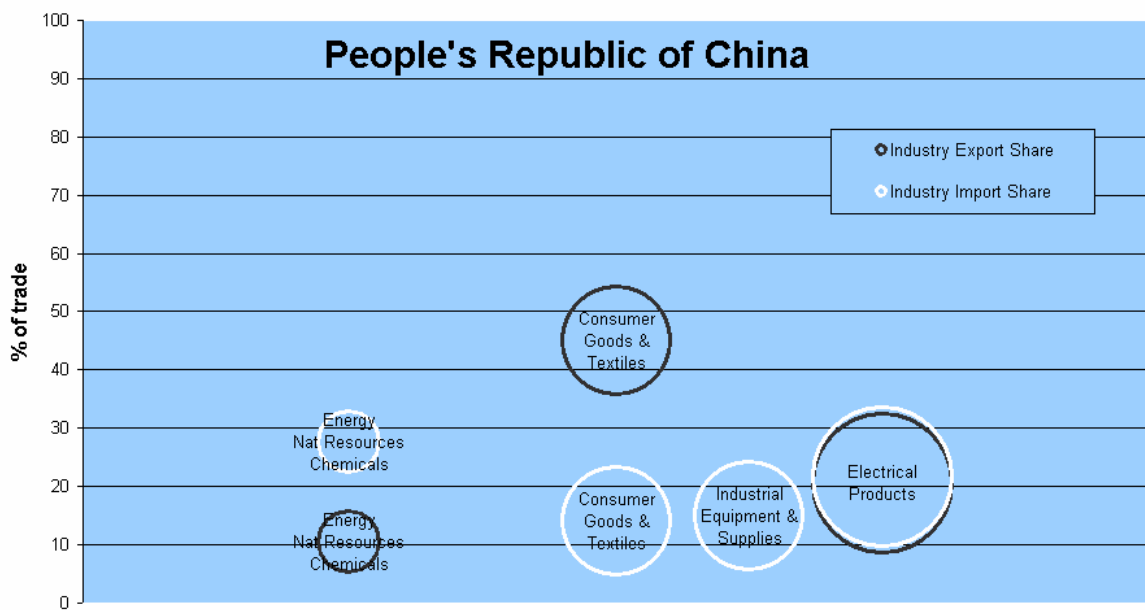 People's Republic of China
100
90
80
70
60
50
40
30
20
10
0
% of trade
Industry Export Share
Industry Import Share
Consumer
Goods &
Textiles
Energy
Nat Resources
Chemicals
Electrical
Products
Consumer
Goods &
Textiles
Industrial
Equipment &
Supplies
Energy
Nat Resources
Chemicals